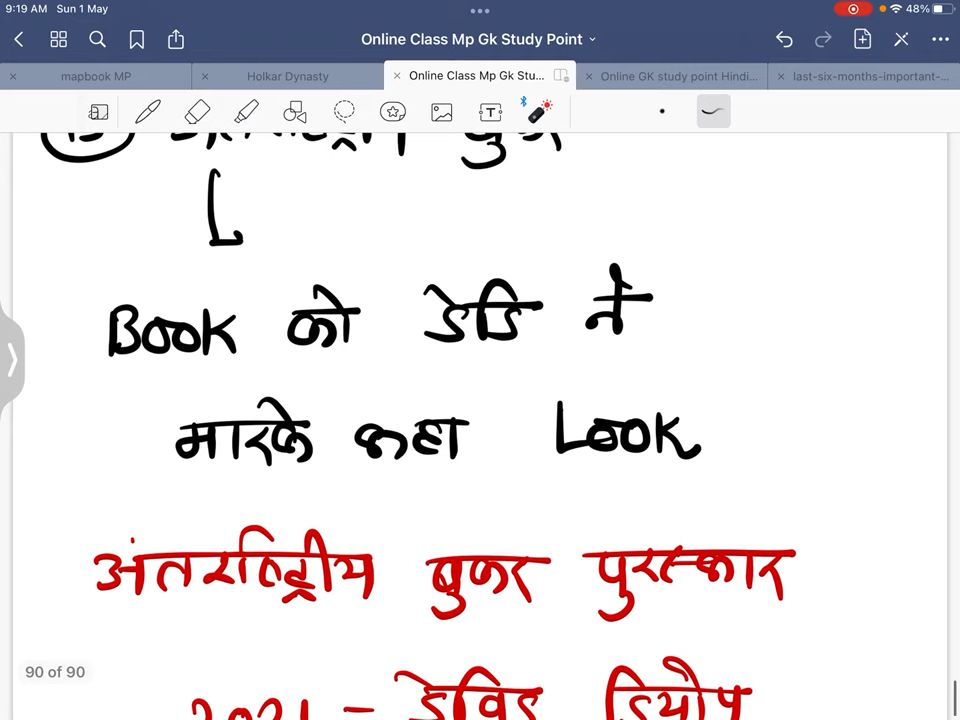 9:19 AM Sun 1 May 48%
Online Class Mp Gk Study Point
mapbook MP Holkar Dynasty Online Class Mp Gk Stu... Online GK study point Hindi... last-six-months-important-...
Book को डेडि ने
मारके कहा Look
अंतर्राष्ट्रीय बुकर पुरस्कार
90 of 90
2021 - डेविड डियोप